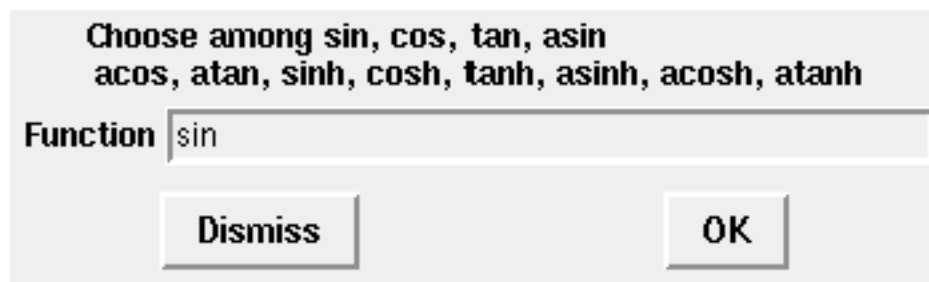 Choose among sin, cos, tan, asin
acos, atan, sinh, cosh, tanh, asinh, acosh, atanh
Function sin
Dismiss OK